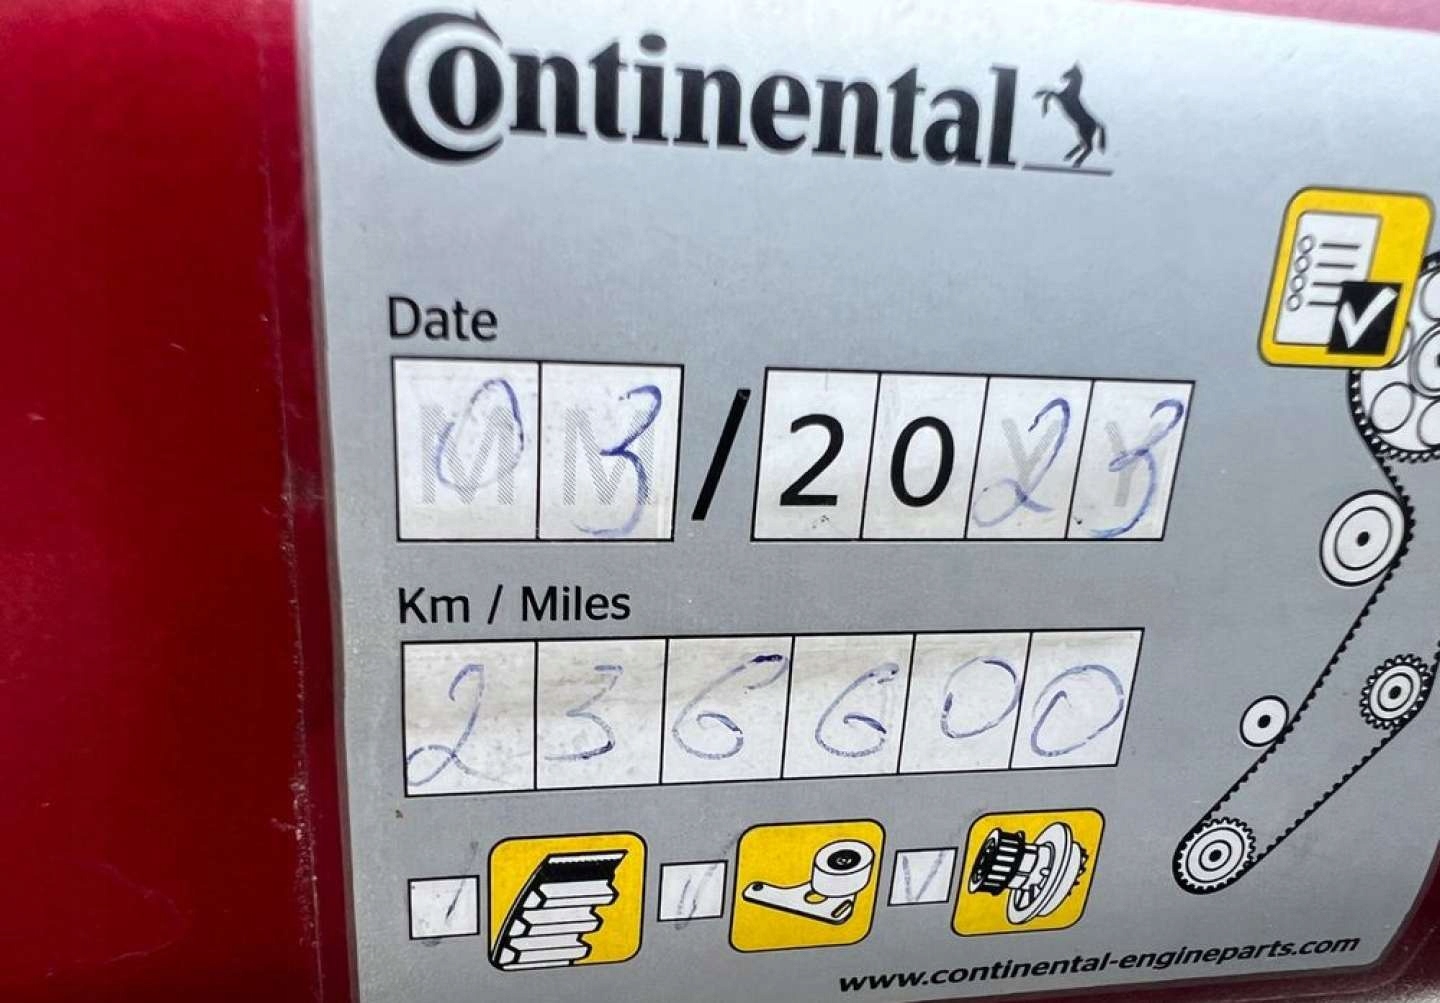 Continental
Date
03/2023
Km / Miles
236600
www.continental-engineparts.com